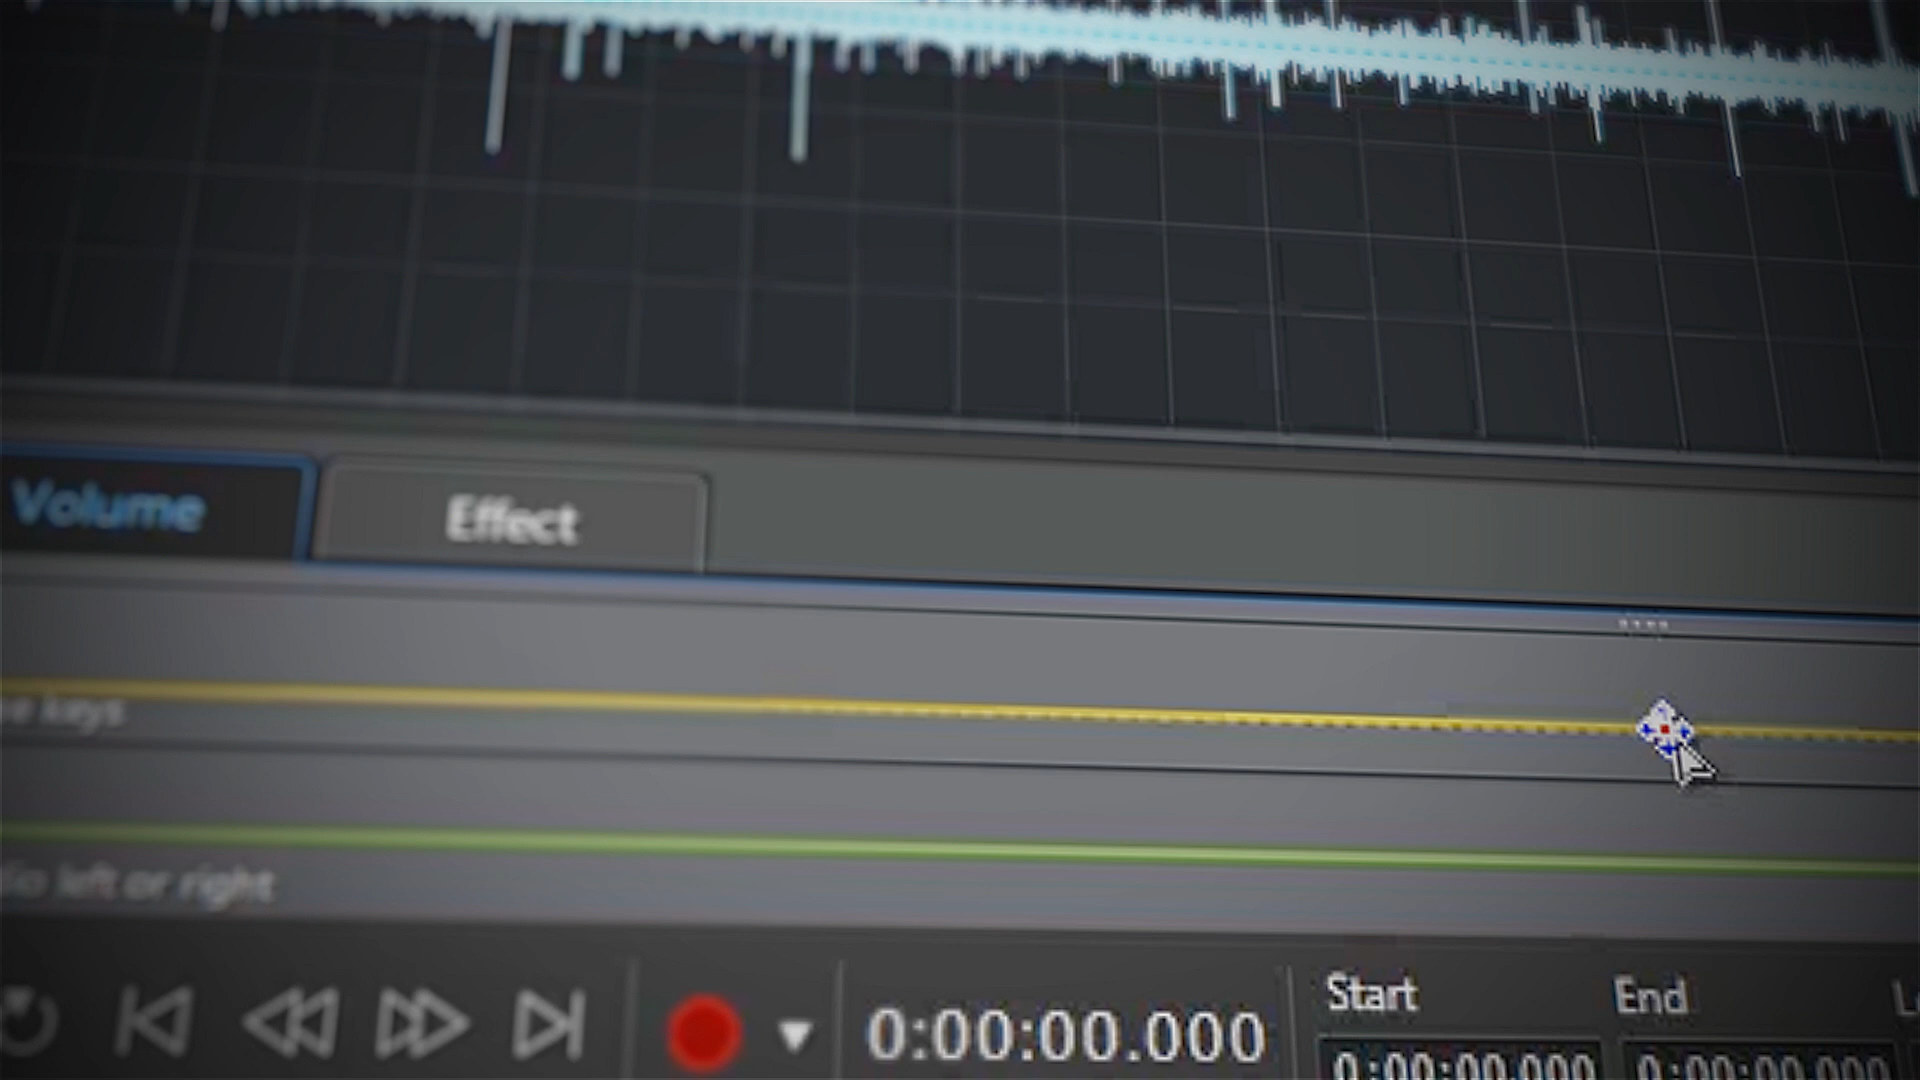 Volume Effect
keys
left or right
Start End
0:00:00.000
0:00:00.000 0:00:00.000